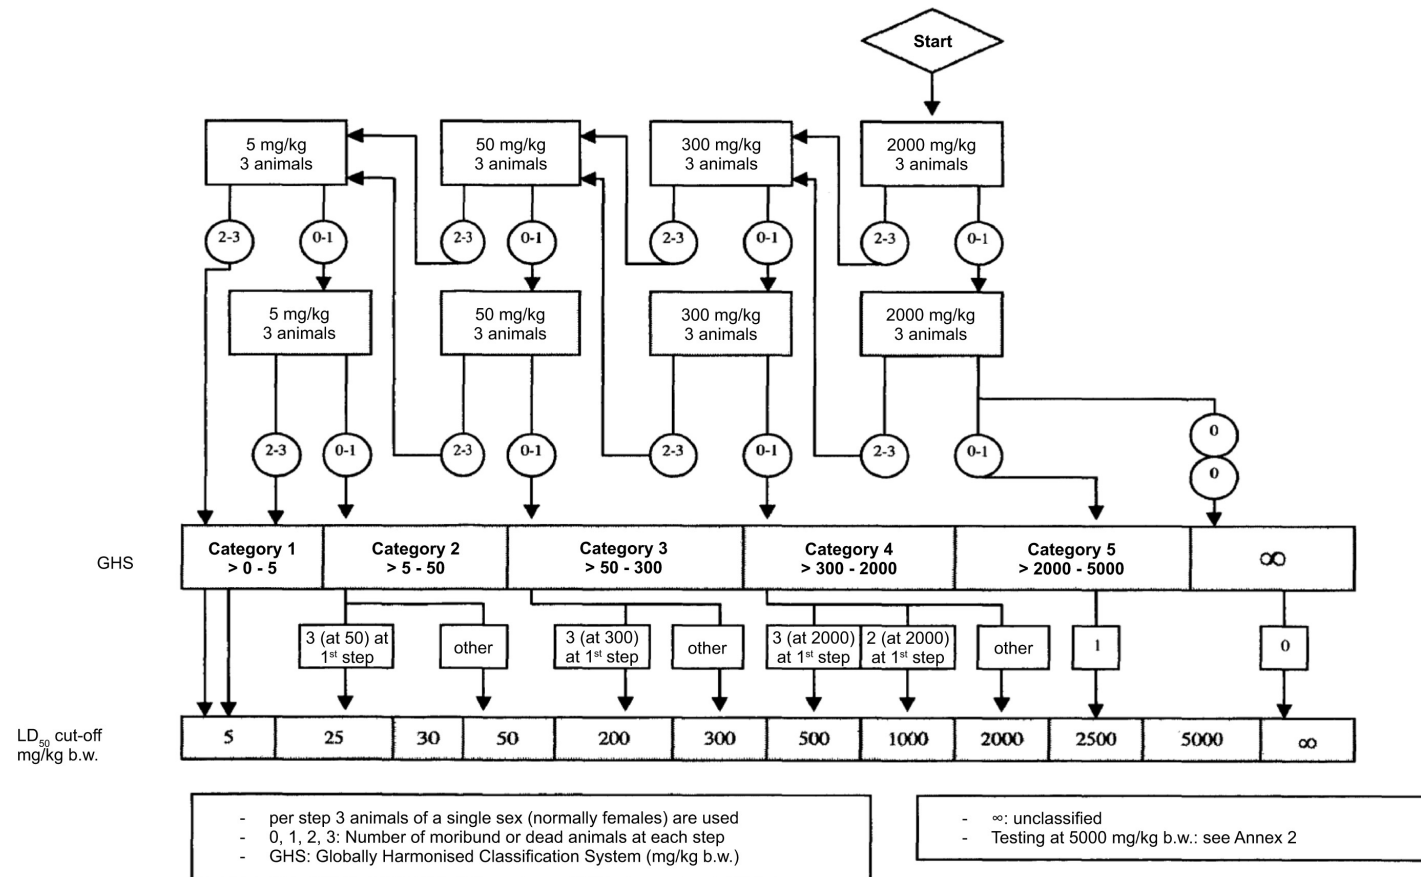 Start
5 mg/kg
3 animals
50 mg/kg
3 animals
300 mg/kg
3 animals
2000 mg/kg
3 animals
2-3
0-1
2-3
0-1
2-3
0-1
2-3
0-1
5 mg/kg
3 animals
50 mg/kg
3 animals
300 mg/kg
3 animals
2000 mg/kg
3 animals
2-3
0-1
2-3
0-1
2-3
0-1
2-3
0-1
0
0
GHS
Category 1
> 0 - 5
Category 2
> 5 - 50
Category 3
> 50 - 300
Category 4
> 300 - 2000
Category 5
> 2000 - 5000
∞
3 (at 50) at
1st step
other
3 (at 300)
at 1st step
other
3 (at 2000)
at 1st step
2 (at 2000)
at 1st step
other
1
0
LD50 cut-off
mg/kg b.w.
5
25
30
50
200
300
500
1000
2000
2500
5000
∞
- per step 3 animals of a single sex (normally females) are used
- 0, 1, 2, 3: Number of moribund or dead animals at each step
- GHS: Globally Harmonised Classification System (mg/kg b.w.)
- ∞: unclassified
- Testing at 5000 mg/kg b.w.: see Annex 2